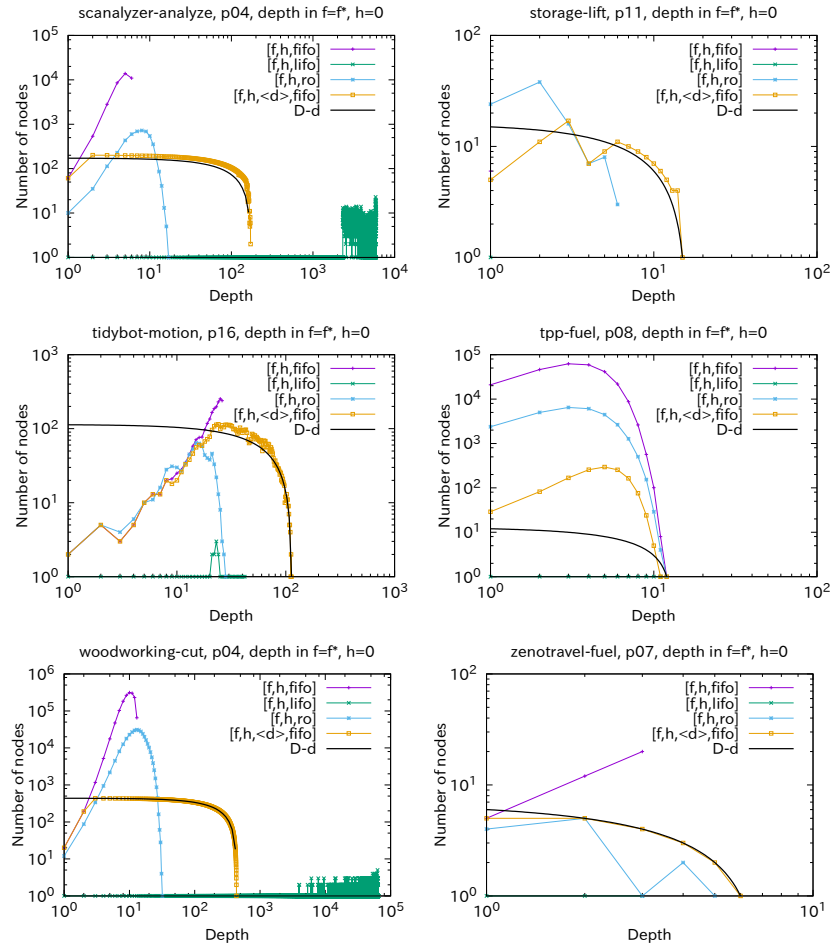 scanalyzer-analyze, p04, depth in f=f*, h=0
10^5
10^4
10^3
10^2
10^1
10^0
Number of nodes
[f,h,fifo]
[f,h,lifo]
[f,h,ro]
[f,h,<d>,fifo]
D-d
10^0 10^1 10^2 10^3 10^4
Depth
storage-lift, p11, depth in f=f*, h=0
10^2
10^1
10^0
Number of nodes
[f,h,fifo]
[f,h,lifo]
[f,h,ro]
[f,h,<d>,fifo]
D-d
10^0 10^1 10^2
Depth
tidybot-motion, p16, depth in f=f*, h=0
10^3
10^2
10^1
10^0
Number of nodes
[f,h,fifo]
[f,h,lifo]
[f,h,ro]
[f,h,<d>,fifo]
D-d
10^0 10^1 10^2 10^3
Depth
tpp-fuel, p08, depth in f=f*, h=0
10^5
10^4
10^3
10^2
10^1
10^0
Number of nodes
[f,h,fifo]
[f,h,lifo]
[f,h,ro]
[f,h,<d>,fifo]
D-d
10^0 10^1 10^2
Depth
woodworking-cut, p04, depth in f=f*, h=0
10^6
10^5
10^4
10^3
10^2
10^1
10^0
Number of nodes
[f,h,fifo]
[f,h,lifo]
[f,h,ro]
[f,h,<d>,fifo]
D-d
10^0 10^1 10^2 10^3 10^4 10^5
Depth
zenotravel-fuel, p07, depth in f=f*, h=0
10^2
10^1
10^0
Number of nodes
[f,h,fifo]
[f,h,lifo]
[f,h,ro]
[f,h,<d>,fifo]
D-d
10^0 10^1
Depth